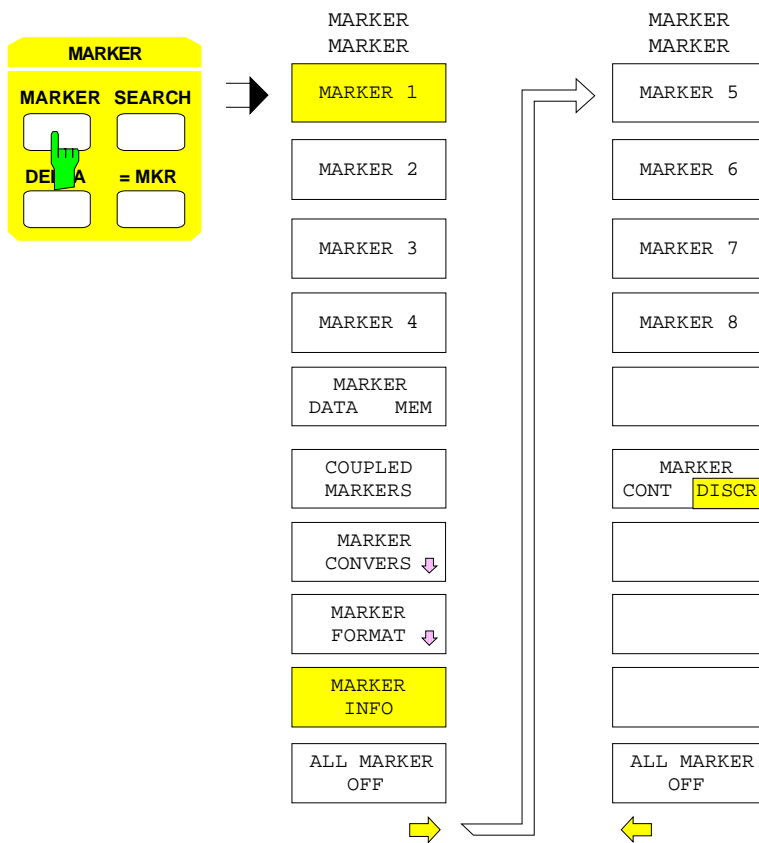 MARKER
MARKER SEARCH
DELTA = MKR
MARKER
MARKER
MARKER 1
MARKER 2
MARKER 3
MARKER 4
MARKER
DATA MEM
COUPLED
MARKERS
MARKER
CONVERS
MARKER
FORMAT
MARKER
INFO
ALL MARKER
OFF
MARKER
MARKER
MARKER 5
MARKER 6
MARKER 7
MARKER 8
MARKER
CONT DISCR
ALL MARKER
OFF